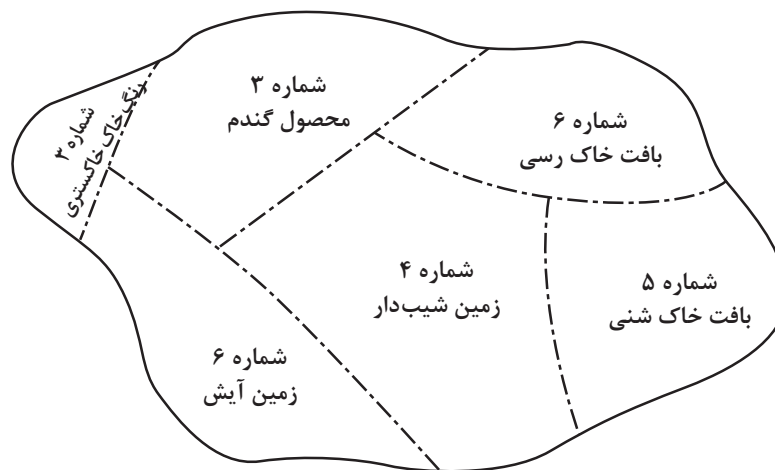 شماره ۳
محصول گندم
شماره ۶
بافت خاک رسی
شماره ۳
رنگ خاک خاکستری
شماره ۴
زمین شیب‌دار
شماره ۵
بافت خاک شنی
شماره ۶
زمین آیش